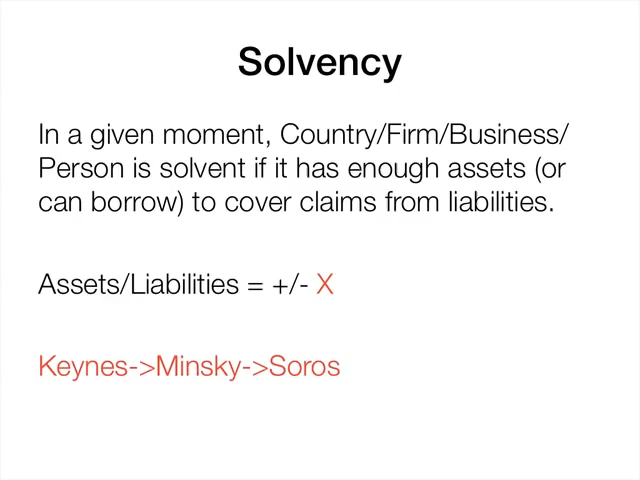 Solvency
In a given moment, Country/Firm/Business/
Person is solvent if it has enough assets (or
can borrow) to cover claims from liabilities.
Assets/Liabilities = +/- X
Keynes->Minsky->Soros